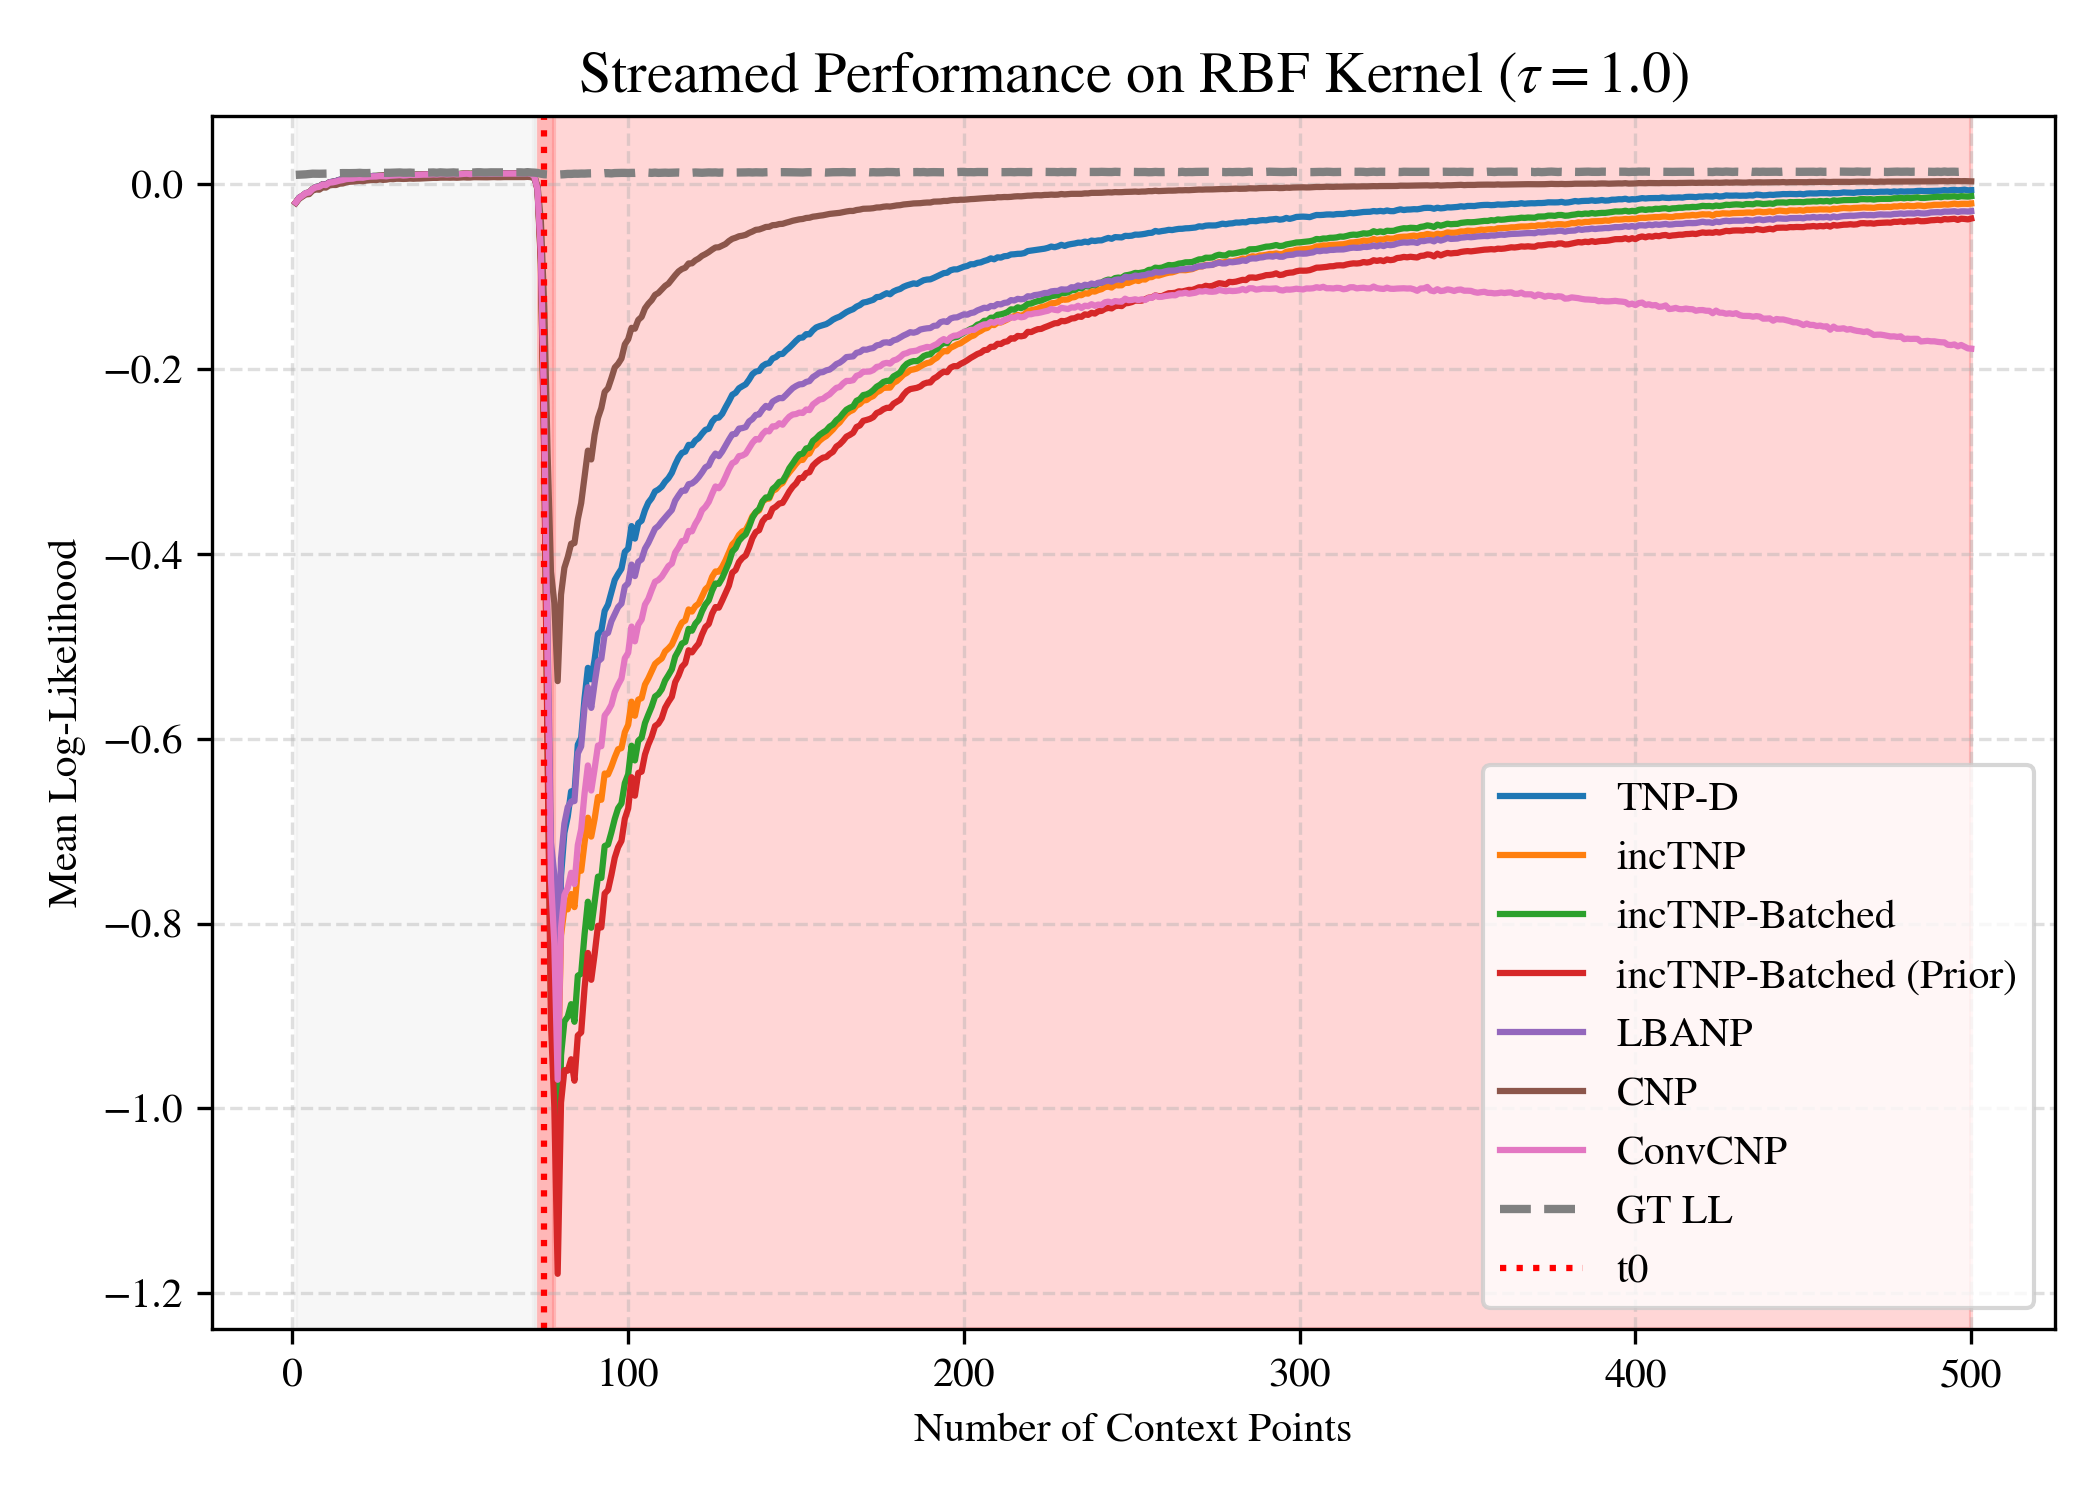 Streamed Performance on RBF Kernel (τ = 1.0)
Mean Log-Likelihood
0.0
−0.2
−0.4
−0.6
−0.8
−1.0
−1.2
TNP-D
incTNP
incTNP-Batched
incTNP-Batched (Prior)
LBANP
CNP
ConvCNP
GT LL
t0
0 100 200 300 400 500
Number of Context Points